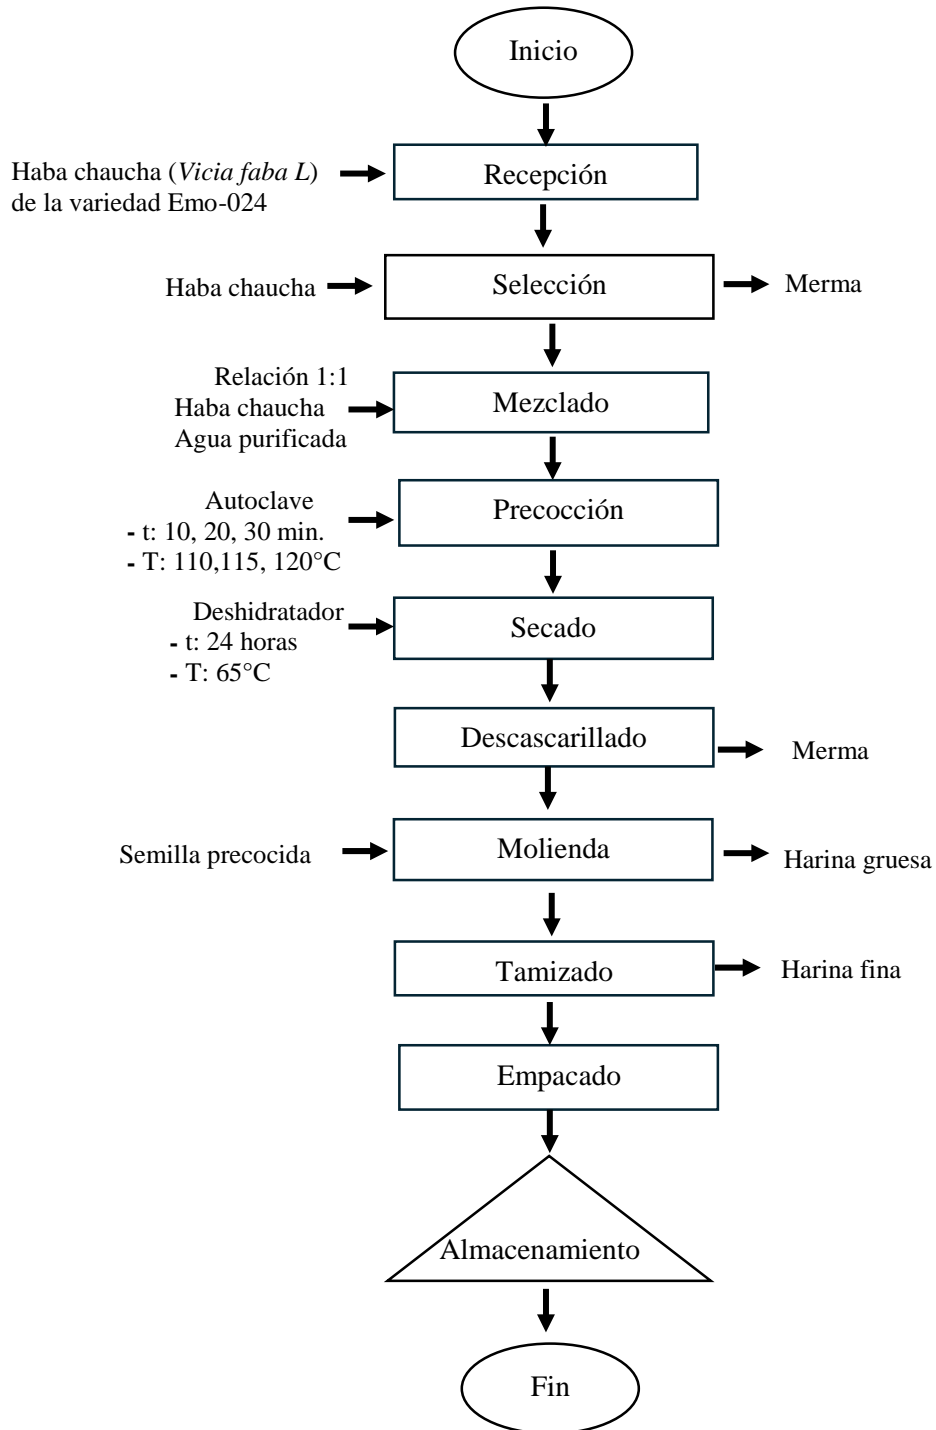 Inicio
Haba chaucha (Vicia faba L)
de la variedad Emo-024
Recepción
Haba chaucha
Selección
Merma
Relación 1:1
Haba chaucha
Agua purificada
Mezclado
Autoclave
- t: 10, 20, 30 min.
- T: 110,115, 120°C
Precocción
Deshidratador
- t: 24 horas
- T: 65°C
Secado
Descascarillado
Merma
Semilla precocida
Molienda
Harina gruesa
Tamizado
Harina fina
Empacado
Almacenamiento
Fin